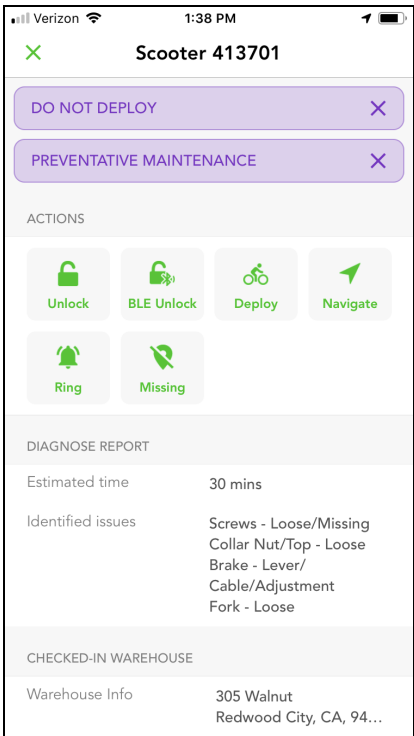 Verizon 1:38 PM
Scooter 413701
DO NOT DEPLOY
PREVENTATIVE MAINTENANCE
ACTIONS
Unlock BLE Unlock Deploy Navigate
Ring Missing
DIAGNOSE REPORT
Estimated time 30 mins
Identified issues Screws - Loose/Missing
Collar Nut/Top - Loose
Brake - Lever/
Cable/Adjustment
Fork - Loose
CHECKED-IN WAREHOUSE
Warehouse Info 305 Walnut
Redwood City, CA, 94...